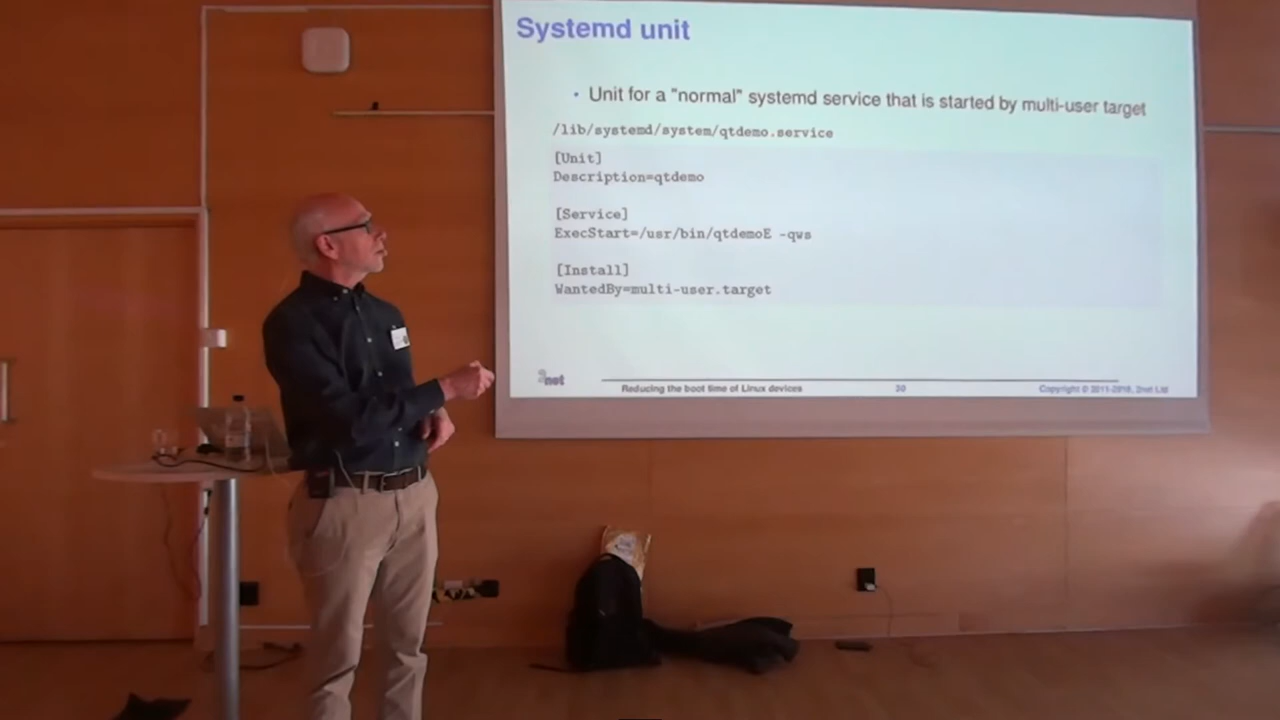 Systemd unit
• Unit for a "normal" systemd service that is started by multi-user target
/lib/systemd/system/qtdemo.service
[Unit]
Description=qtdemo
[Service]
ExecStart=/usr/bin/qtdemoE -qws
[Install]
WantedBy=multi-user.target
2net
Reducing the boot time of Linux devices
30
Copyright © 2011-2018, 2net Ltd